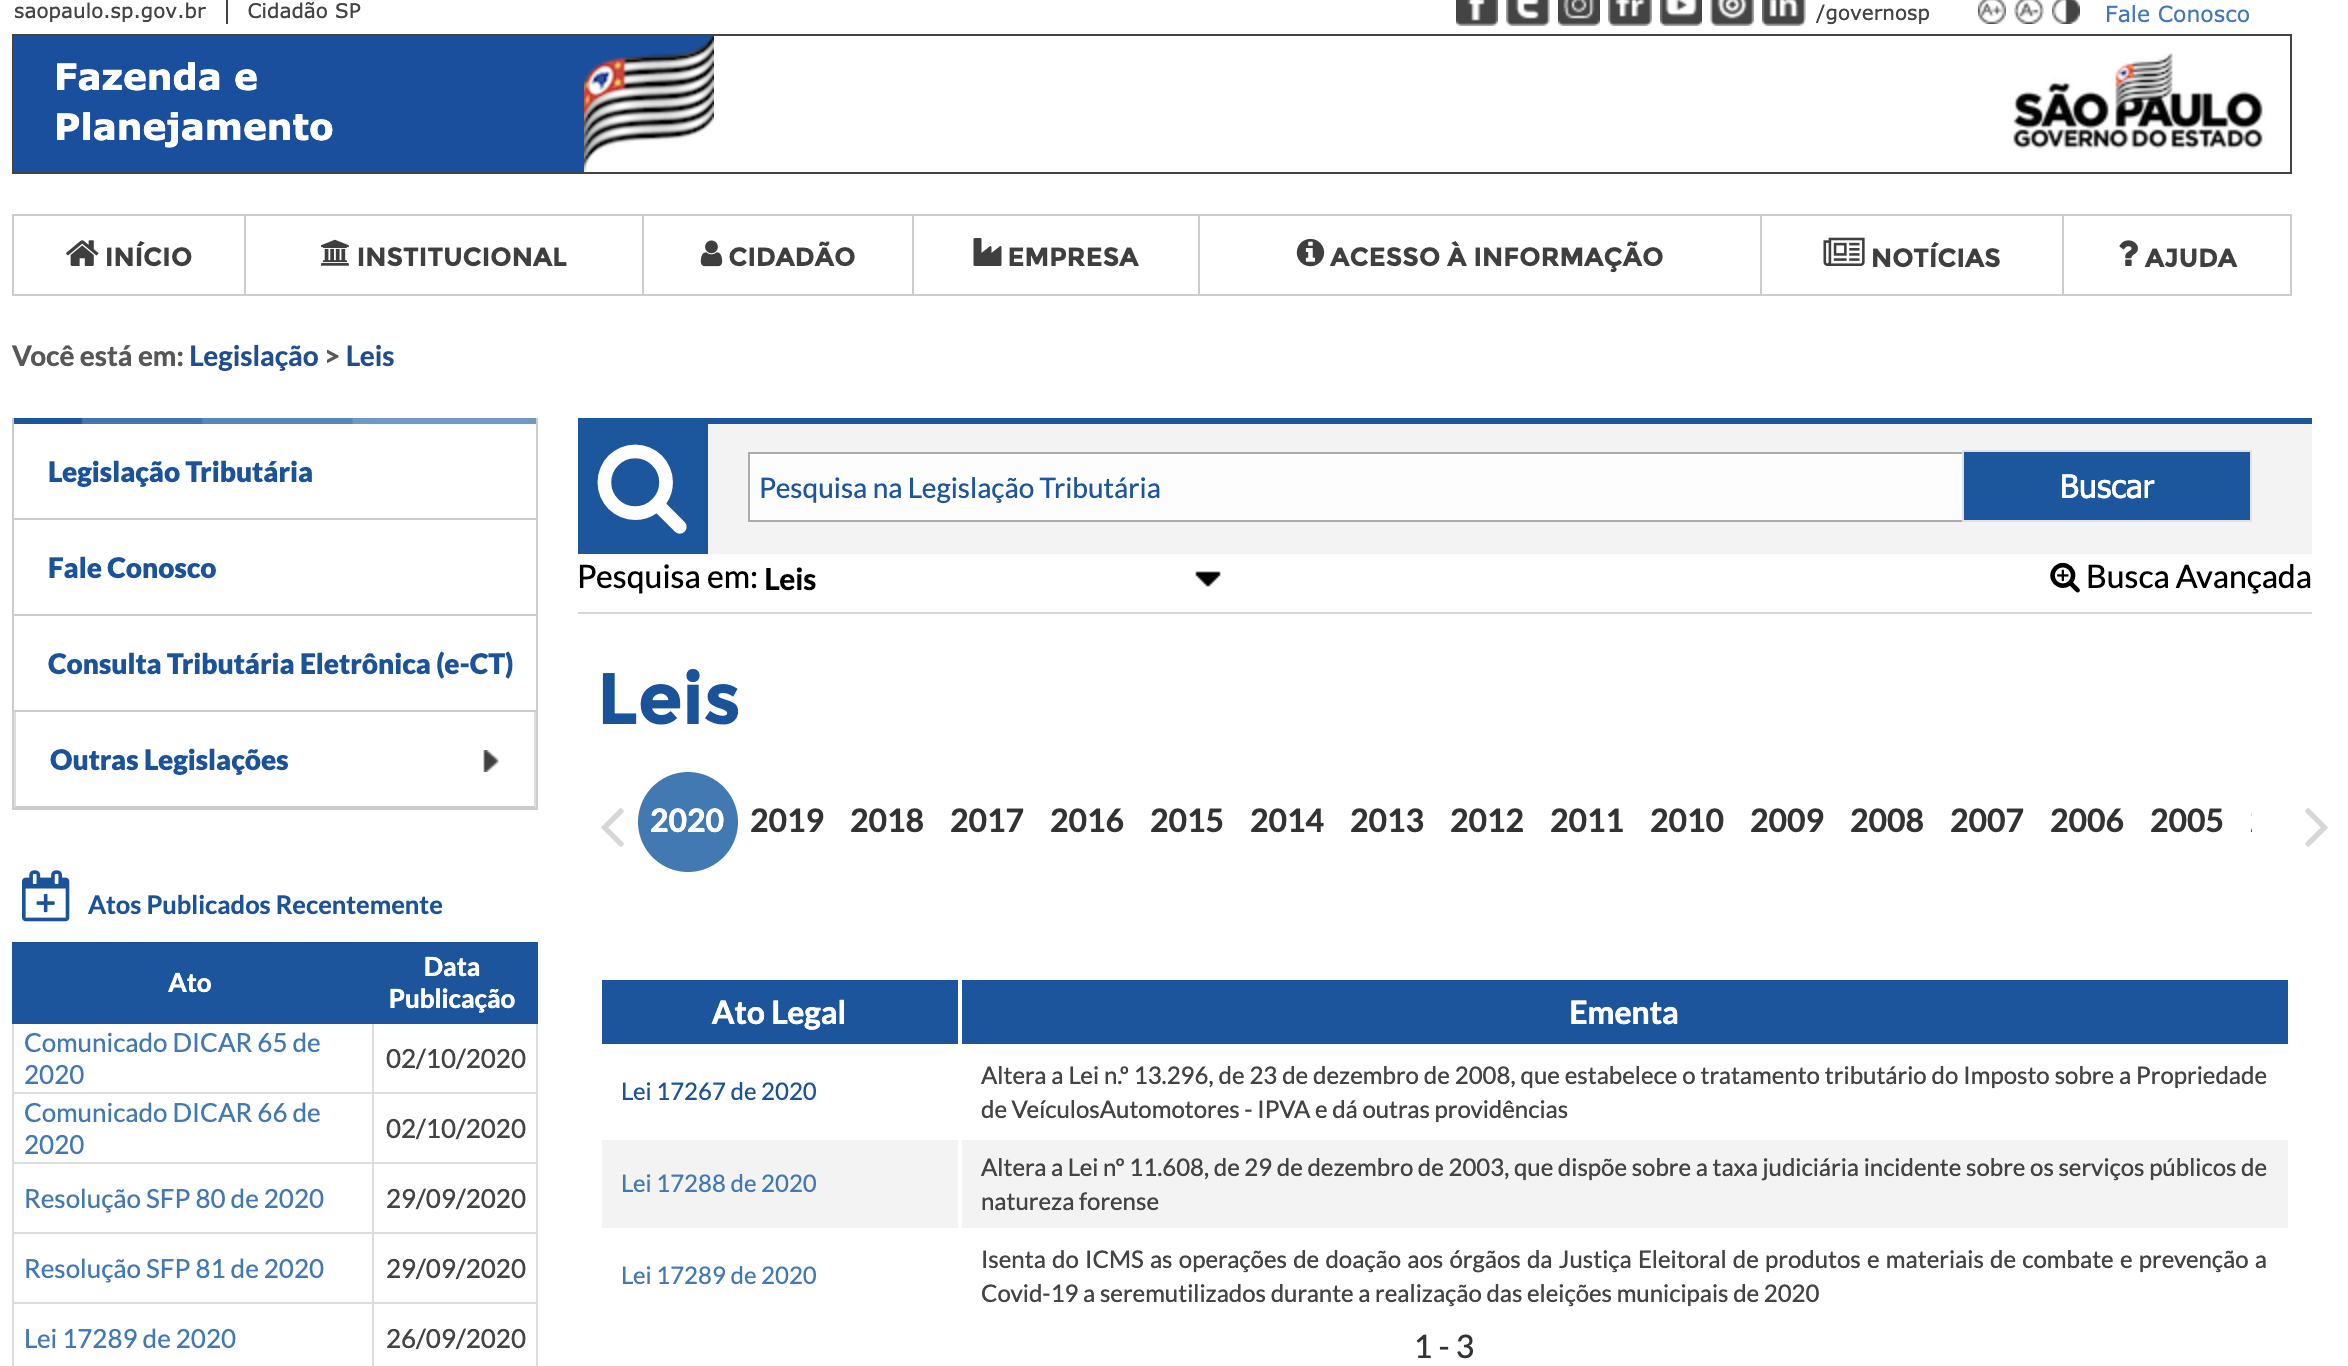 saopaulo.sp.gov.br | Cidadão SP
/governosp A+ A- Fale Conosco
Fazenda e
Planejamento
SÃO PAULO
GOVERNO DO ESTADO
INÍCIO
INSTITUCIONAL
CIDADÃO
EMPRESA
ACESSO À INFORMAÇÃO
NOTÍCIAS
? AJUDA
Você está em: Legislação > Leis
Legislação Tributária
Fale Conosco
Consulta Tributária Eletrônica (e-CT)
Outras Legislações
Atos Publicados Recentemente
Ato
Data
Publicação
Comunicado DICAR 65 de
2020
02/10/2020
Comunicado DICAR 66 de
2020
02/10/2020
Resolução SFP 80 de 2020
29/09/2020
Resolução SFP 81 de 2020
29/09/2020
Lei 17289 de 2020
26/09/2020
Pesquisa na Legislação Tributária
Buscar
Pesquisa em: Leis
Busca Avançada
Leis
2020 2019 2018 2017 2016 2015 2014 2013 2012 2011 2010 2009 2008 2007 2006 2005
Ato Legal
Ementa
Lei 17267 de 2020
Altera a Lei n.º 13.296, de 23 de dezembro de 2008, que estabelece o tratamento tributário do Imposto sobre a Propriedade
de VeículosAutomotores - IPVA e dá outras providências
Lei 17288 de 2020
Altera a Lei nº 11.608, de 29 de dezembro de 2003, que dispõe sobre a taxa judiciária incidente sobre os serviços públicos de
natureza forense
Lei 17289 de 2020
Isenta do ICMS as operações de doação aos órgãos da Justiça Eleitoral de produtos e materiais de combate e prevenção a
Covid-19 a seremutilizados durante a realização das eleições municipais de 2020
1 - 3